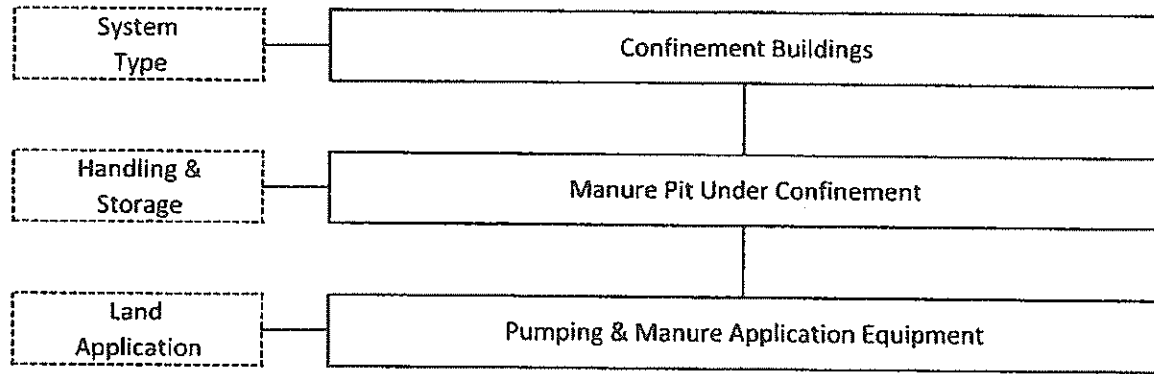 System
Type
Confinement Buildings
Handling &
Storage
Manure Pit Under Confinement
Land
Application
Pumping & Manure Application Equipment